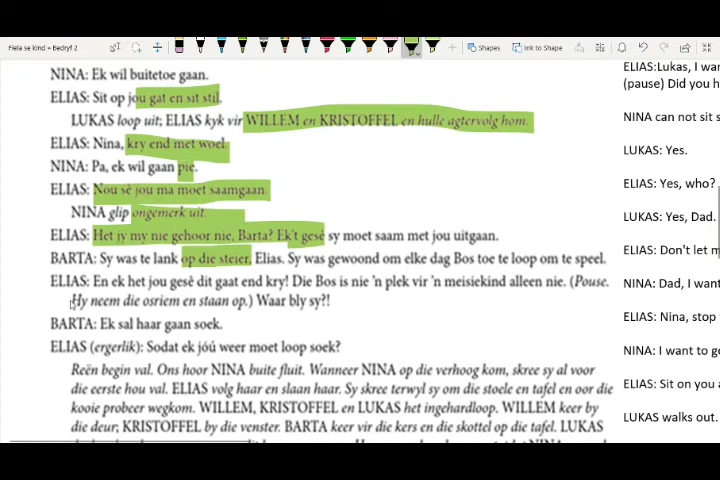 Fiela se kind = Bedryf 2
Shapes
Ink to Shape
NINA: Ek wil buitetoe gaan.
ELIAS: Sit op jou gat en sit stil.
LUKAS loop uit; ELIAS kyk vir WILLEM en KRISTOFFEL en hulle agtervolg hom.
ELIAS: Nina, kry end met woel.
NINA: Pa, ek wil gaan pie.
ELIAS: Nou sê jou ma moet saamgaan.
NINA glip ongemerk uit.
ELIAS: Het jy my nie gehoor nie, Barta? Ek't gesê sy moet saam met jou uitgaan.
BARTA: Sy was te lank op die steier, Elias. Sy was gewoond om elke dag Bos toe te loop om te speel.
ELIAS: En ek het jou gesê dit gaat end kry! Die Bos is nie 'n plek vir 'n meisiekind alleen nie. (Pouse.
Hy neem die osriem en staan op.) Waar bly sy?!
BARTA: Ek sal haar gaan soek.
ELIAS (ergerlik): Sodat ek jóú weer moet loop soek?
Reën begin val. Ons hoor NINA buite fluit. Wanneer NINA op die verhoog kom, skree sy al voor
die eerste hou val. ELIAS volg haar en slaan haar. Sy skree terwyl sy om die stoele en tafel en oor die
kooie probeer wegkom. WILLEM, KRISTOFFEL en LUKAS het ingehardloop. WILLEM keer by
die deur; KRISTOFFEL by die venster. BARTA keer vir die kers en die skottel op die tafel. LUKAS
ELIAS:Lukas, I wan
(pause) Did you h
NINA can not sit s
LUKAS: Yes.
ELIAS: Yes, who?
LUKAS: Yes, Dad.
ELIAS: Don't let m
NINA: Dad, I want
ELIAS: Nina, stop
NINA: I want to go
ELIAS: Sit on you a
LUKAS walks out.